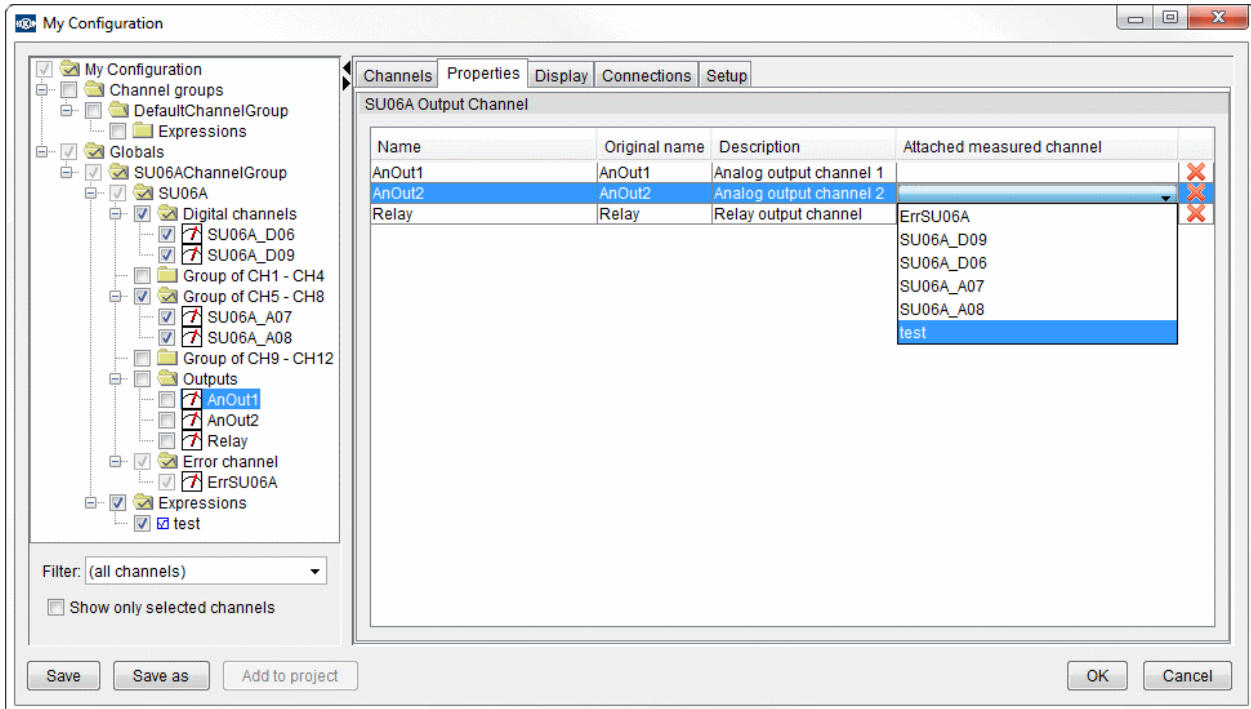 My Configuration
My Configuration
Channel groups
DefaultChannelGroup
Expressions
Globals
SU06AChannelGroup
SU06A
Digital channels
SU06A_D06
SU06A_D09
Group of CH1 - CH4
Group of CH5 - CH8
SU06A_A07
SU06A_A08
Group of CH9 - CH12
Outputs
AnOut1
AnOut2
Relay
Error channel
ErrSU06A
Expressions
test
Filter: (all channels)
Show only selected channels
Channels Properties Display Connections Setup
SU06A Output Channel
Name Original name Description Attached measured channel
AnOut1 AnOut1 Analog output channel 1
AnOut2 AnOut2 Analog output channel 2
Relay Relay Relay output channel
ErrSU06A
SU06A_D09
SU06A_D06
SU06A_A07
SU06A_A08
test
Save Save as Add to project OK Cancel